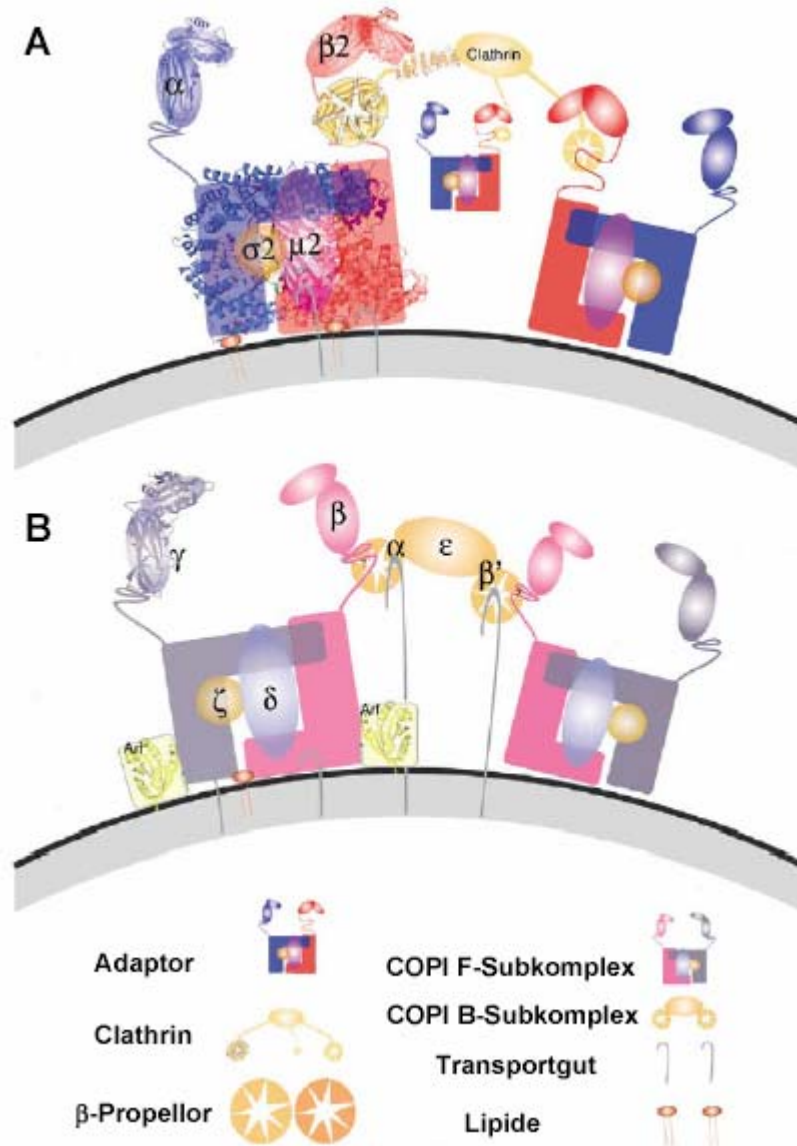 A
α
β2
Clathrin
σ2
μ2
B
γ
β
α
ε
β'
ζ
δ
Arf
Arf
Adaptor
Clathrin
β-Propellor
COPI F-Subkomplex
COPI B-Subkomplex
Transportgut
Lipide